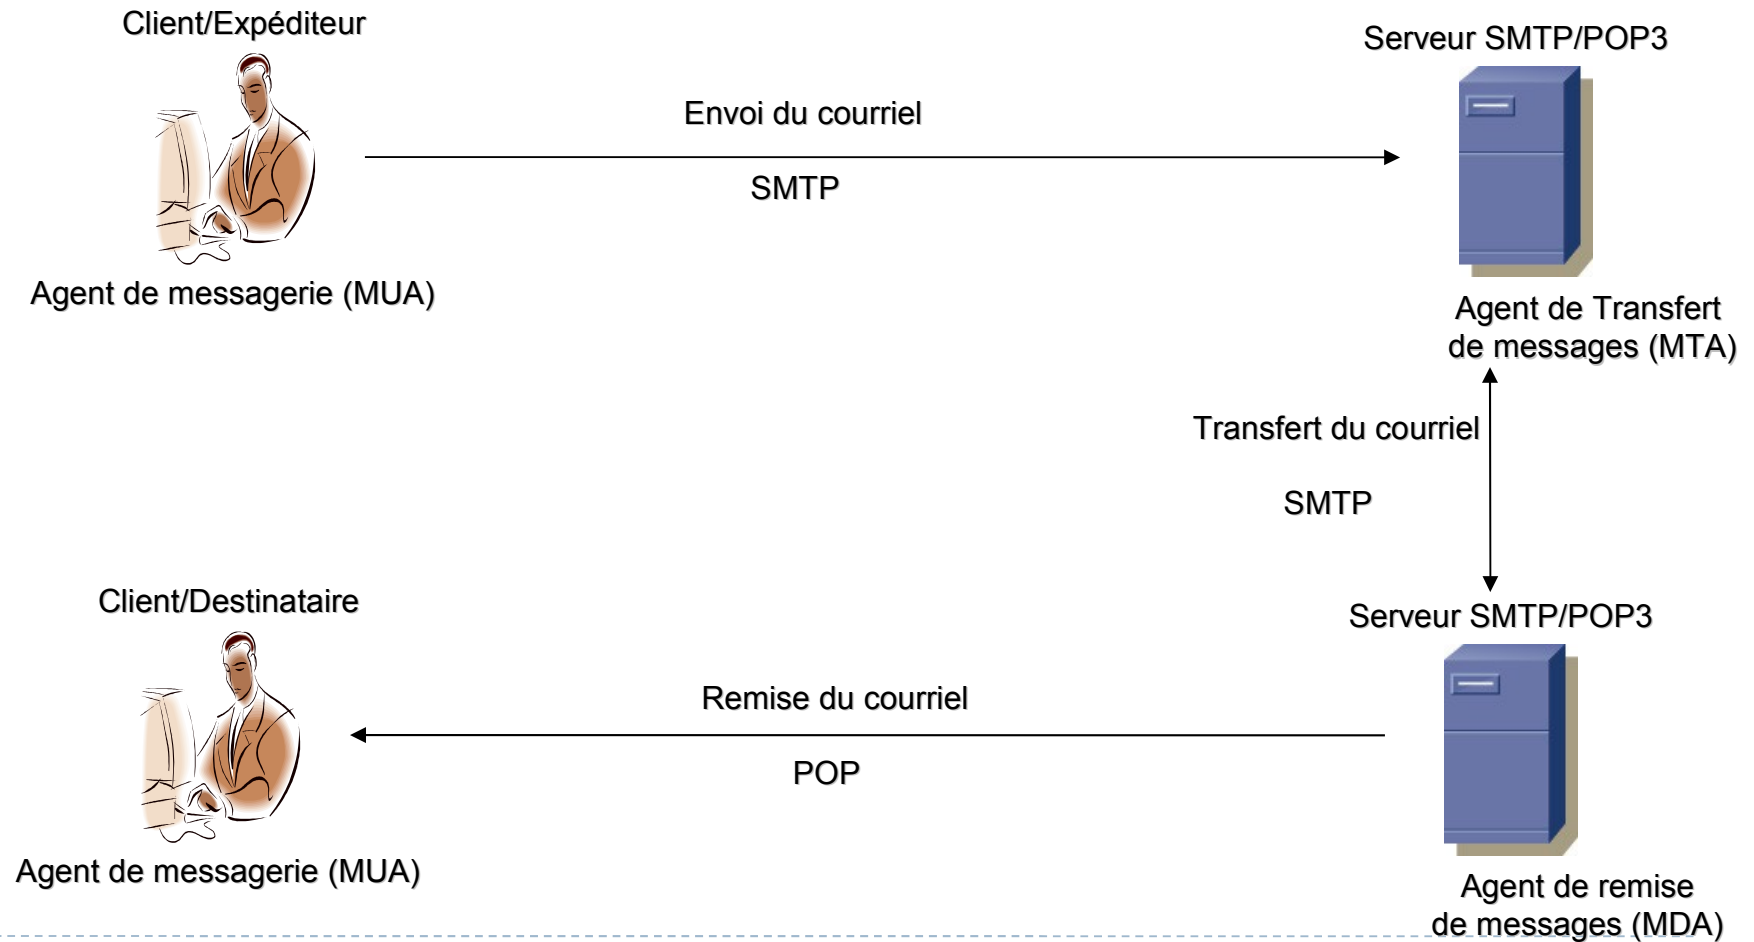 Client/Expéditeur
Serveur SMTP/POP3
Envoi du courriel
SMTP
Agent de messagerie (MUA)
Agent de Transfert
de messages (MTA)
Transfert du courriel
SMTP
Client/Destinataire
Serveur SMTP/POP3
Remise du courriel
POP
Agent de messagerie (MUA)
Agent de remise
de messages (MDA)